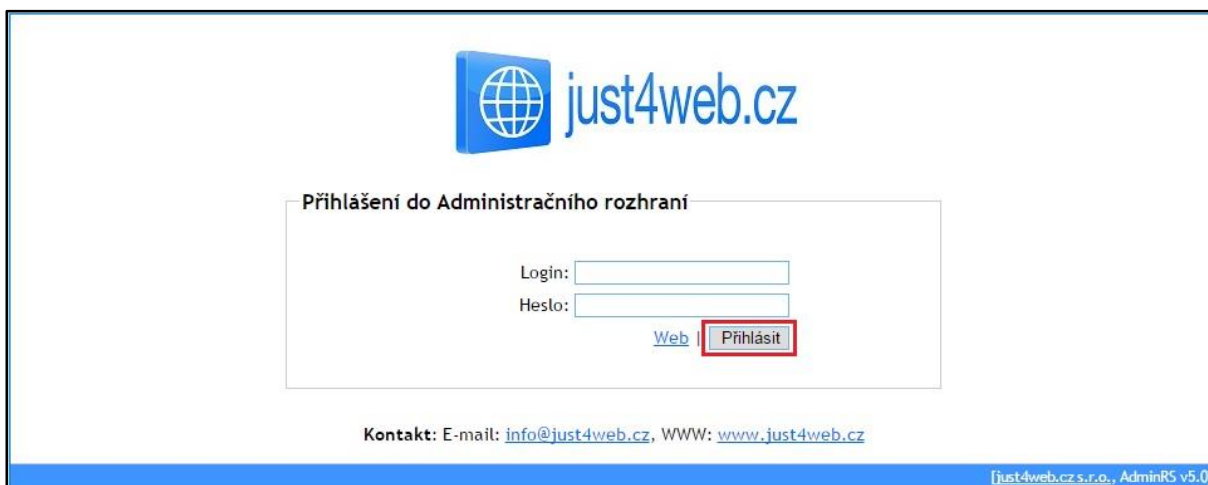 just4web.cz
Přihlášení do Administračního rozhraní
Login:
Heslo:
Web | Přihlásit
Kontakt: E-mail: info@just4web.cz, WWW: www.just4web.cz
[just4web.cz s.r.o., AdminRS v5.0